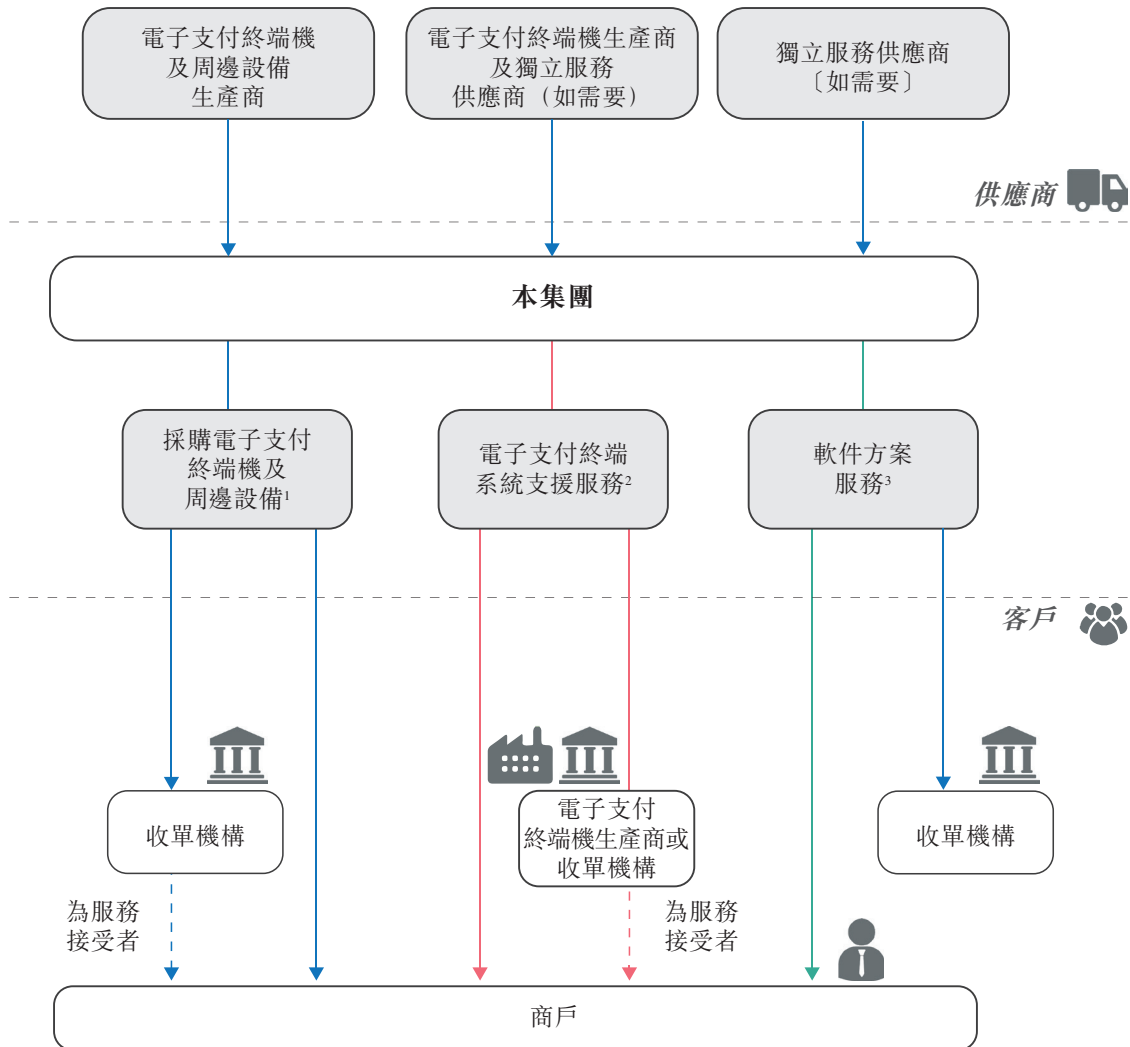 電子支付終端機
及周邊設備
生產商
電子支付終端機生產商
及獨立服務
供應商（如需要）
獨立服務供應商
〔如需要〕
供應商
本集團
採購電子支付
終端機及
周邊設備¹
電子支付終端
系統支援服務²
軟件方案
服務³
客戶
收單機構
電子支付
終端機生產商或
收單機構
收單機構
為服務
接受者
為服務
接受者
商戶